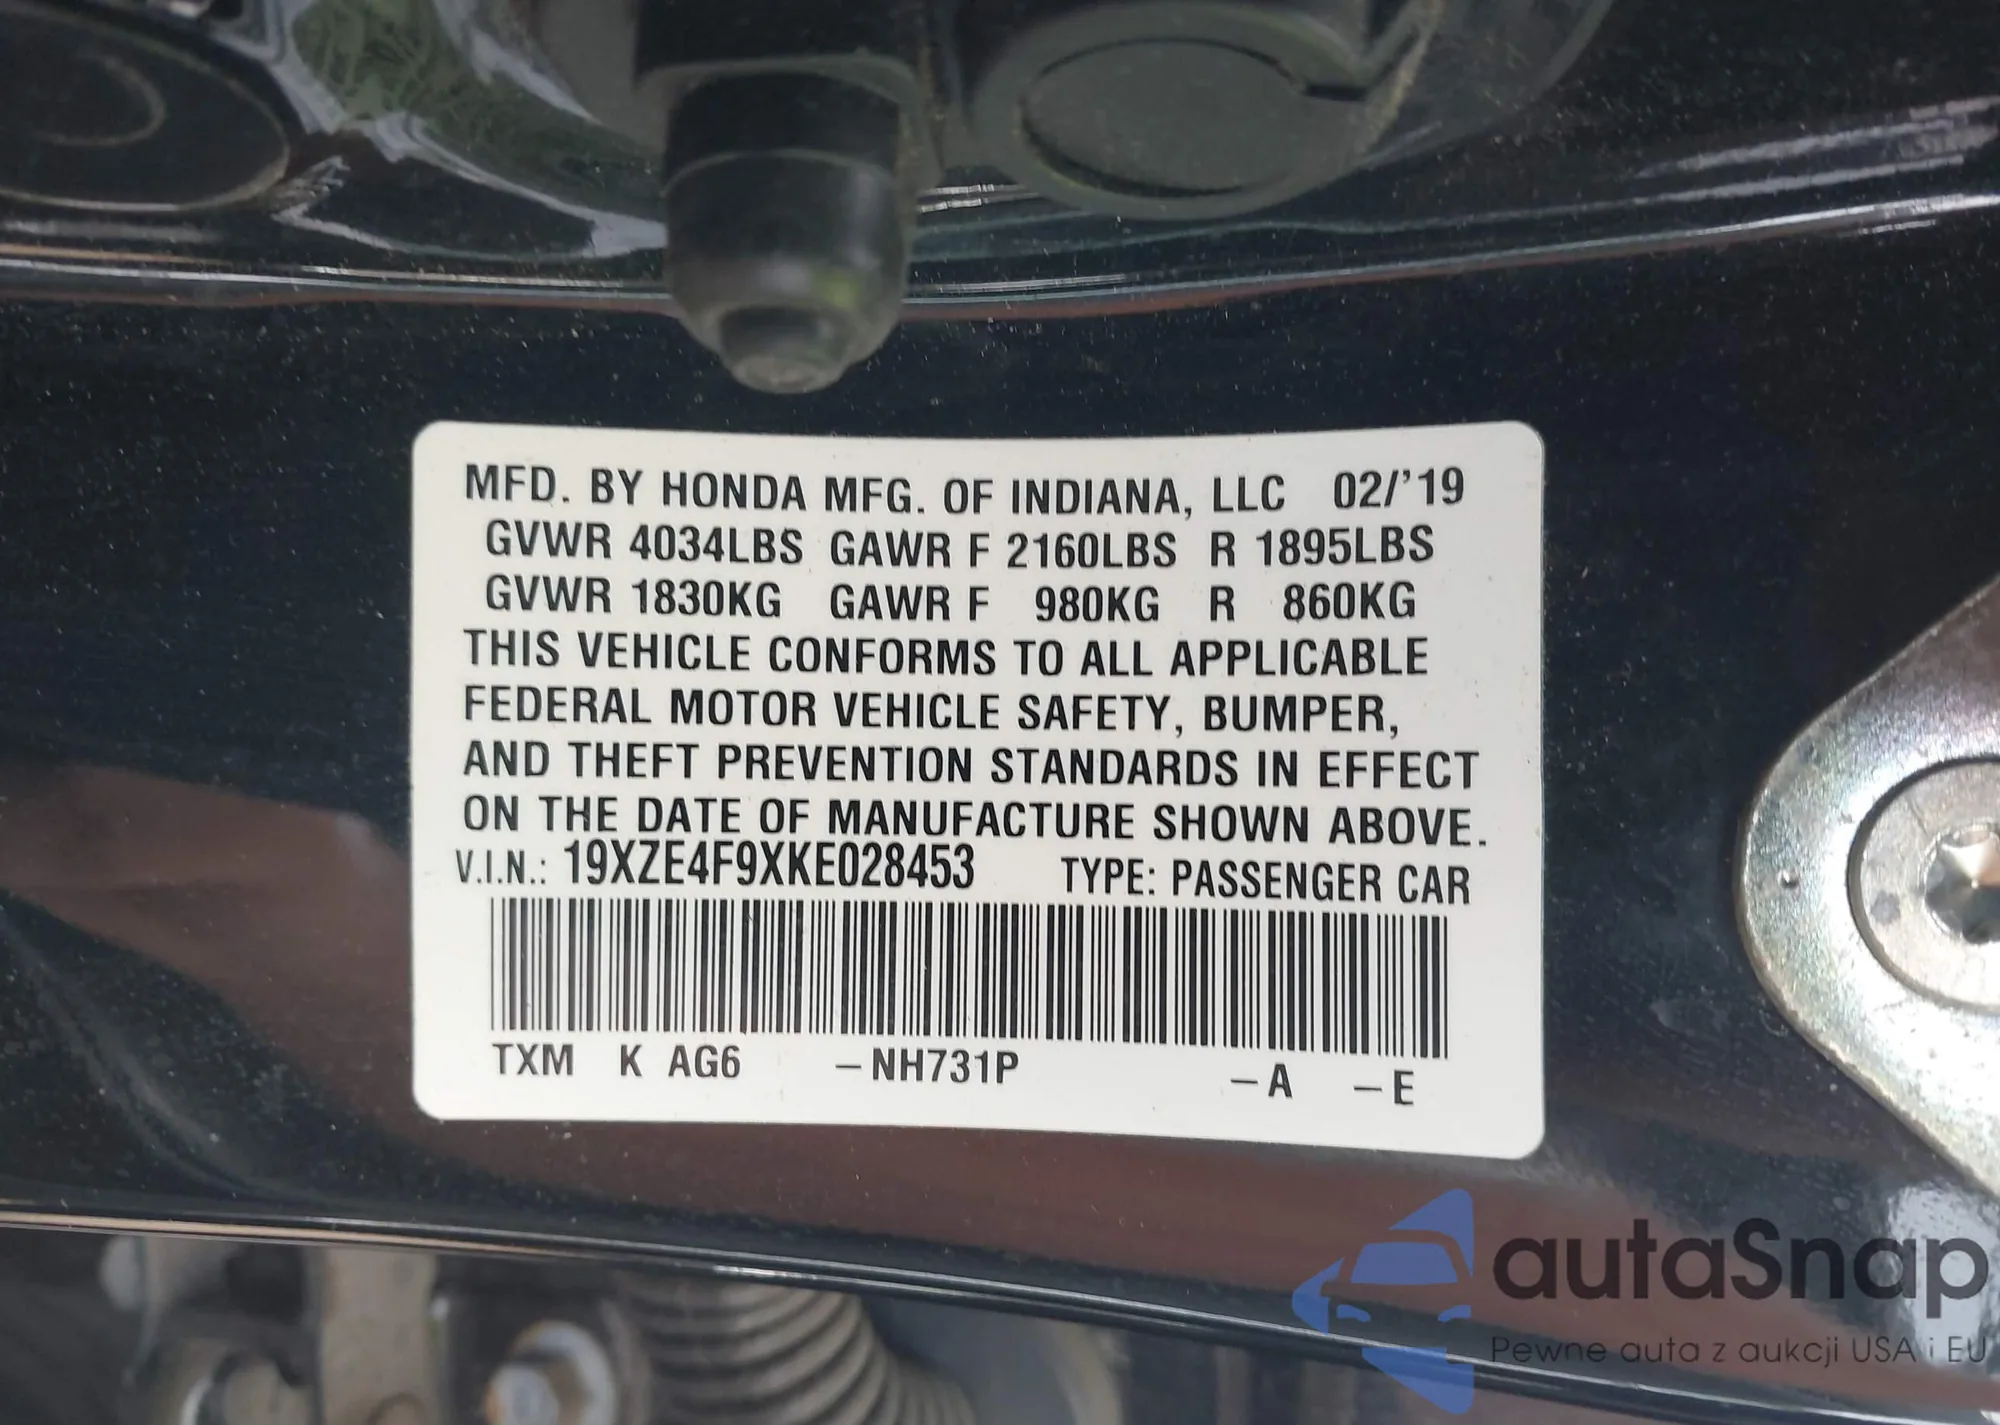 MFD. BY HONDA MFG. OF INDIANA, LLC 02/'19
GVWR 4034LBS GAWR F 2160LBS R 1895LBS
GVWR 1830KG GAWR F 980KG R 860KG
THIS VEHICLE CONFORMS TO ALL APPLICABLE
FEDERAL MOTOR VEHICLE SAFETY, BUMPER,
AND THEFT PREVENTION STANDARDS IN EFFECT
ON THE DATE OF MANUFACTURE SHOWN ABOVE.
V.I.N.: 19XZE4F9XKE028453 TYPE: PASSENGER CAR
TXM K AG6 –NH731P –A –E
autaSnap
Pewne auta z aukcji USA i EU